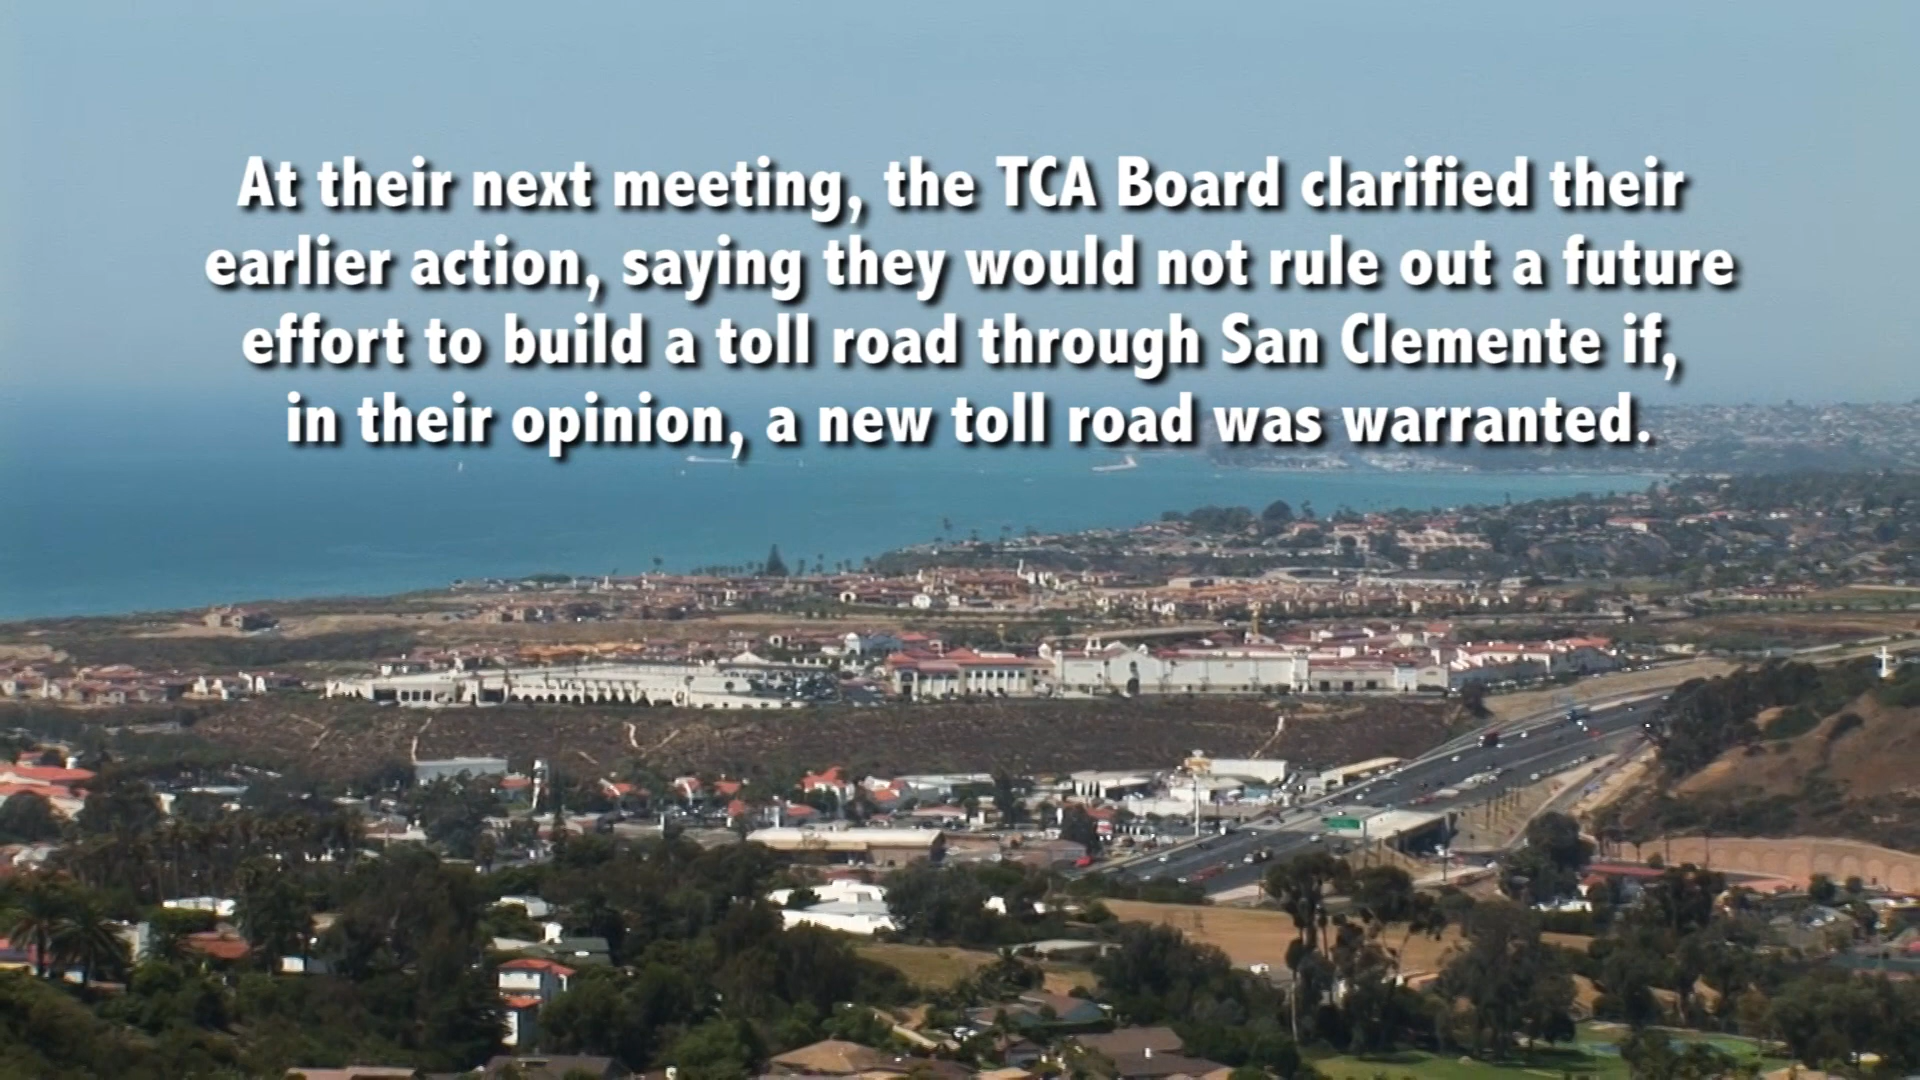 At their next meeting, the TCA Board clarified their
earlier action, saying they would not rule out a future
effort to build a toll road through San Clemente if,
in their opinion, a new toll road was warranted.